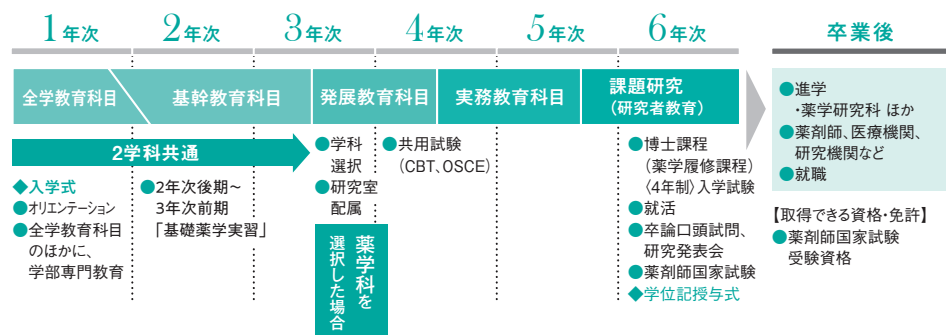 1年次
2年次
3年次
4年次
5年次
6年次
卒業後
全学教育科目
基幹教育科目
発展教育科目
実務教育科目
課題研究
(研究者教育)
2学科共通
◆入学式
●オリエンテーション
●全学教育科目
のほかに、
学部専門教育
●2年次後期~
3年次前期
「基礎薬学実習」
●学科
選択
●研究室
配属
薬学科を
選択した場合
●共用試験
(CBT、OSCE)
●博士課程
(薬学履修課程)
〈4年制〉入学試験
●就活
●卒論口頭試問、
研究発表会
●薬剤師国家試験
◆学位記授与式
●進学
・薬学研究科 ほか
●薬剤師、医療機関、
研究機関など
●就職
【取得できる資格・免許】
●薬剤師国家試験
受験資格